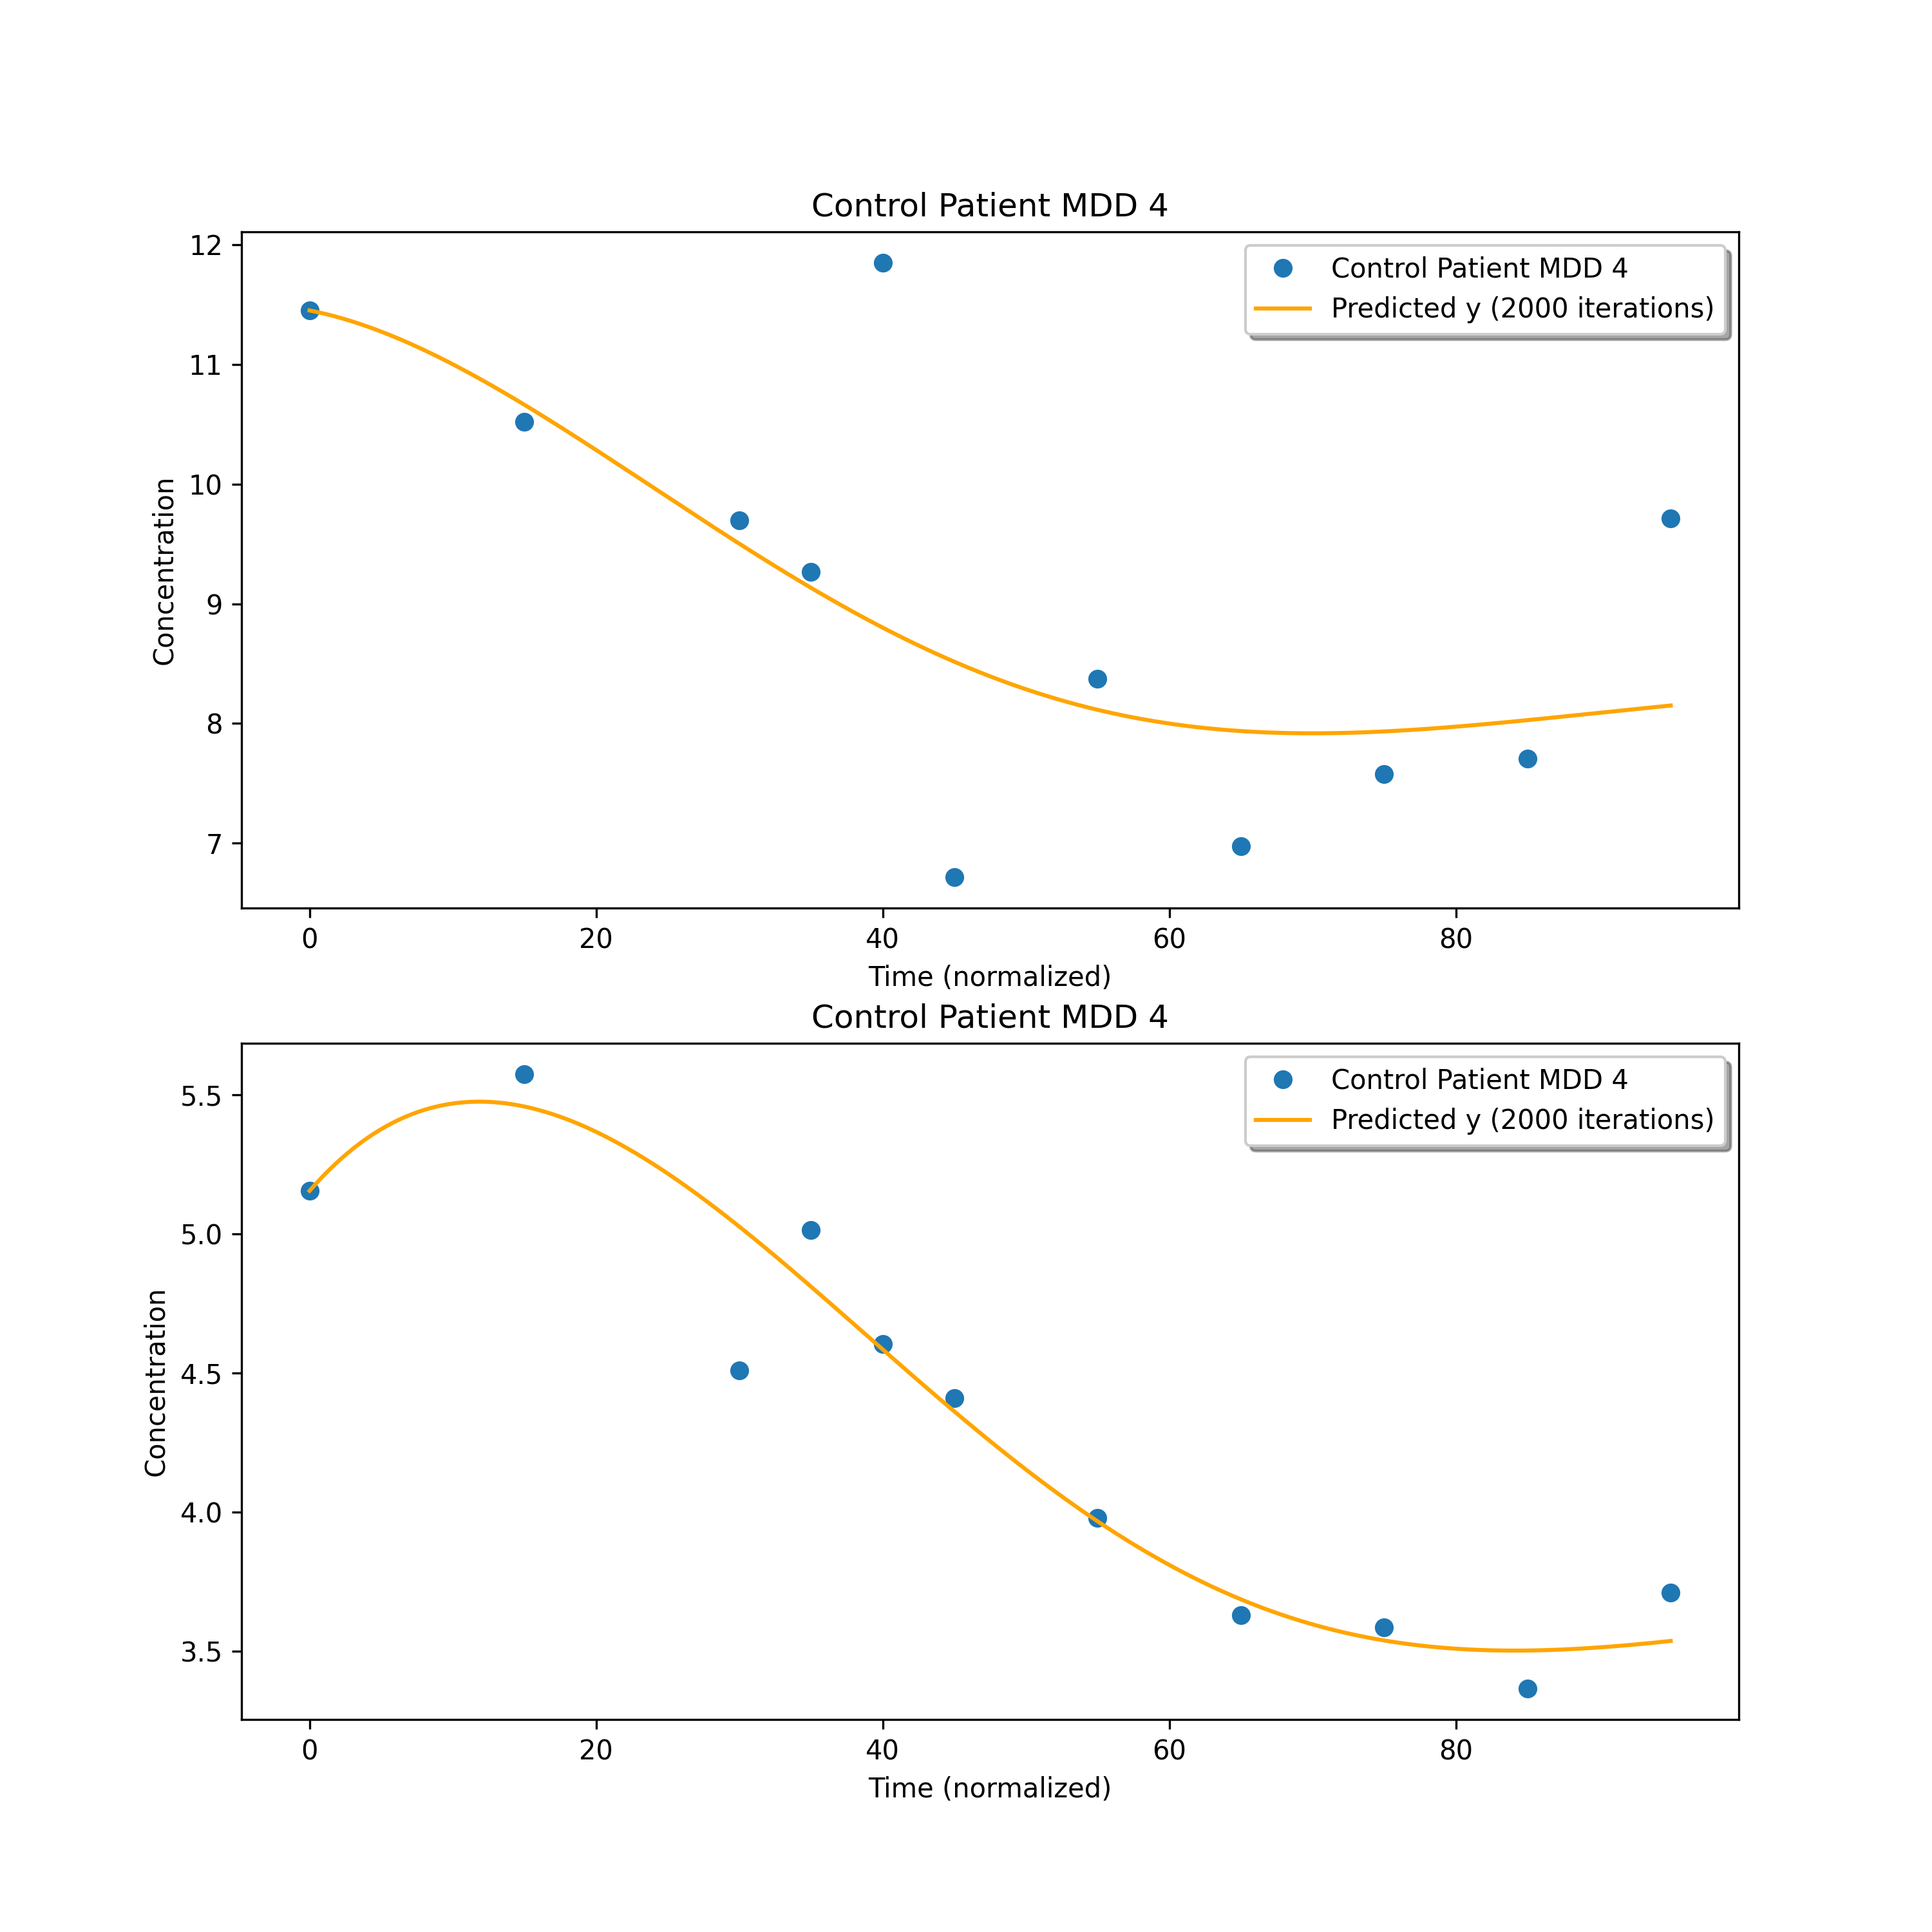 Control Patient MDD 4
12
11
10
9
8
7
Concentration
Control Patient MDD 4
Predicted y (2000 iterations)
0 20 40 60 80
Time (normalized)
Control Patient MDD 4
5.5
5.0
4.5
4.0
3.5
Concentration
Control Patient MDD 4
Predicted y (2000 iterations)
0 20 40 60 80
Time (normalized)